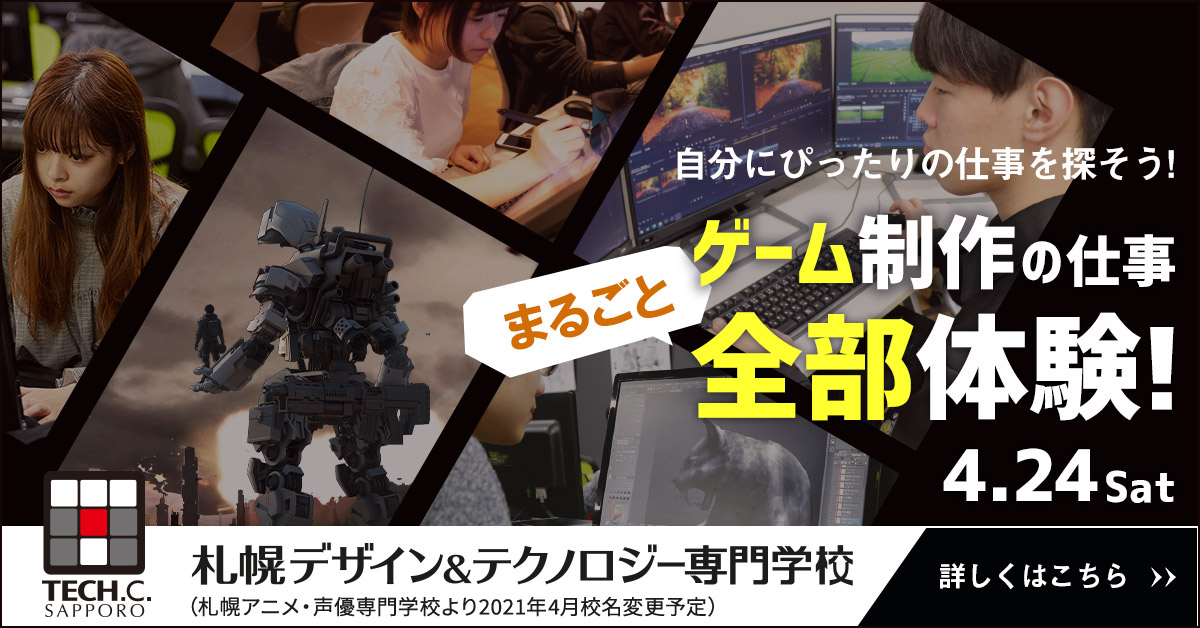 自分にぴったりの仕事を探そう!
まるごと
ゲーム制作の仕事
全部体験!
4.24 Sat
TECH.C.
SAPPORO
札幌デザイン&テクノロジー専門学校
(札幌アニメ・声優専門学校より2021年4月校名変更予定)
詳しくはこちら >>